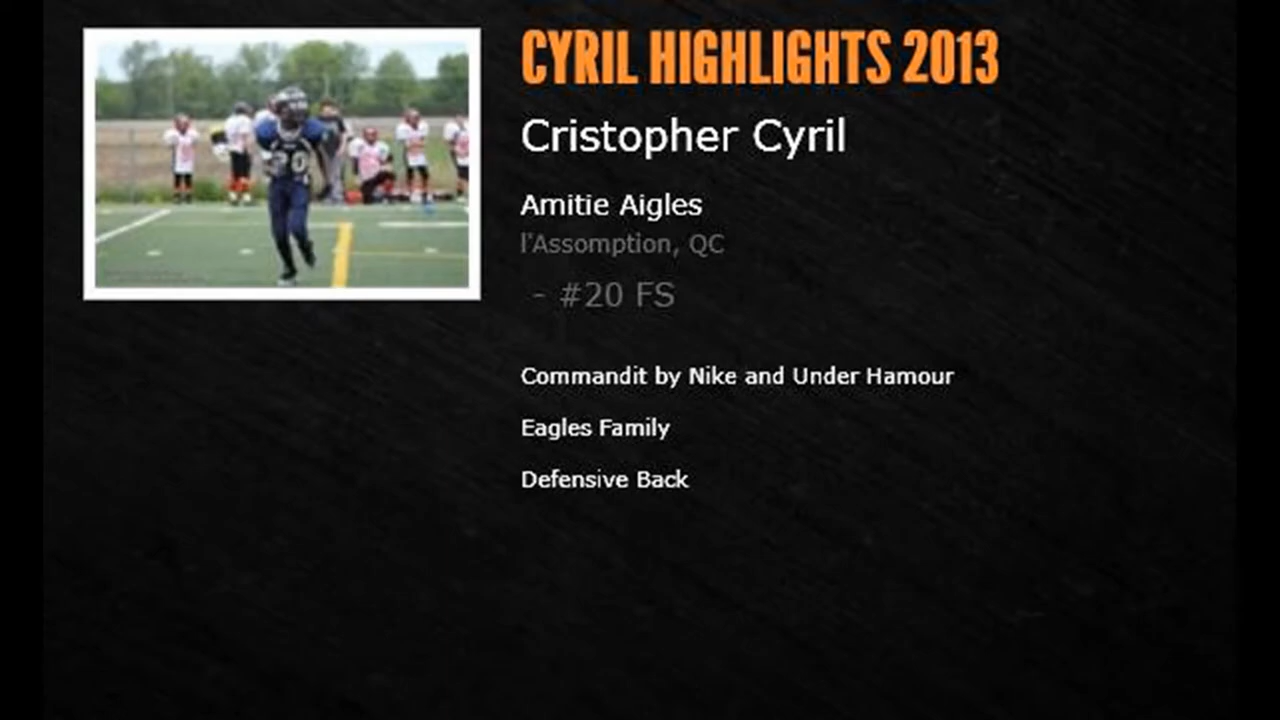 CYRIL HIGHLIGHTS 2013
Cristopher Cyril
Amitie Aigles
l'Assomption, QC
- #20 FS
Commandit by Nike and Under Hamour
Eagles Family
Defensive Back
20